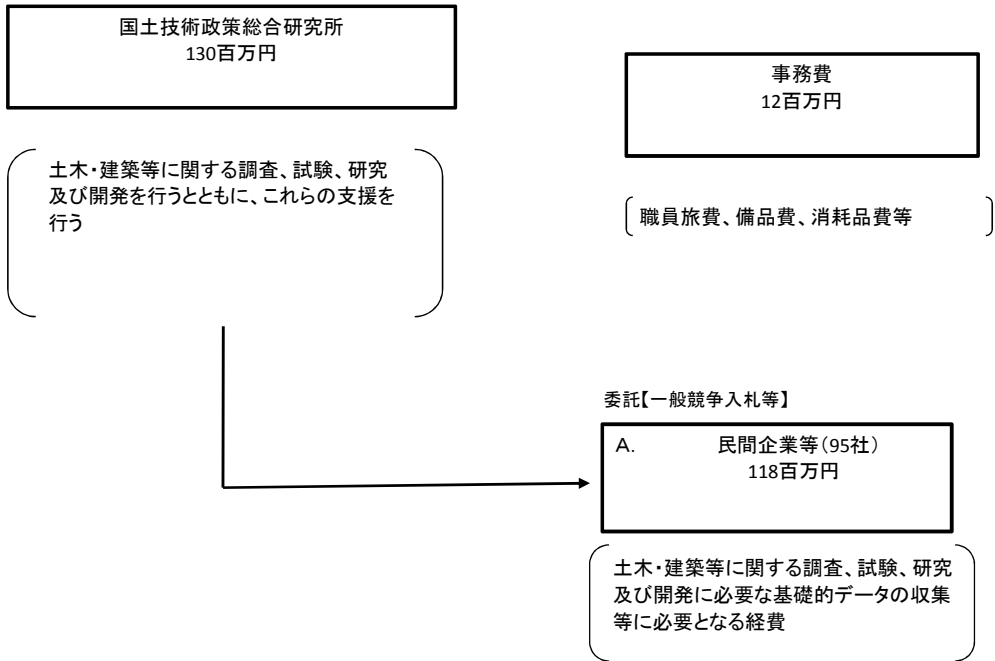 国土技術政策総合研究所
130百万円
事務費
12百万円
土木・建築等に関する調査、試験、研究
及び開発を行うとともに、これらの支援を
行う
職員旅費、備品費、消耗品費等
委託【一般競争入札等】
A. 民間企業等(95社)
118百万円
土木・建築等に関する調査、試験、研究
及び開発に必要な基礎的データの収集
等に必要となる経費